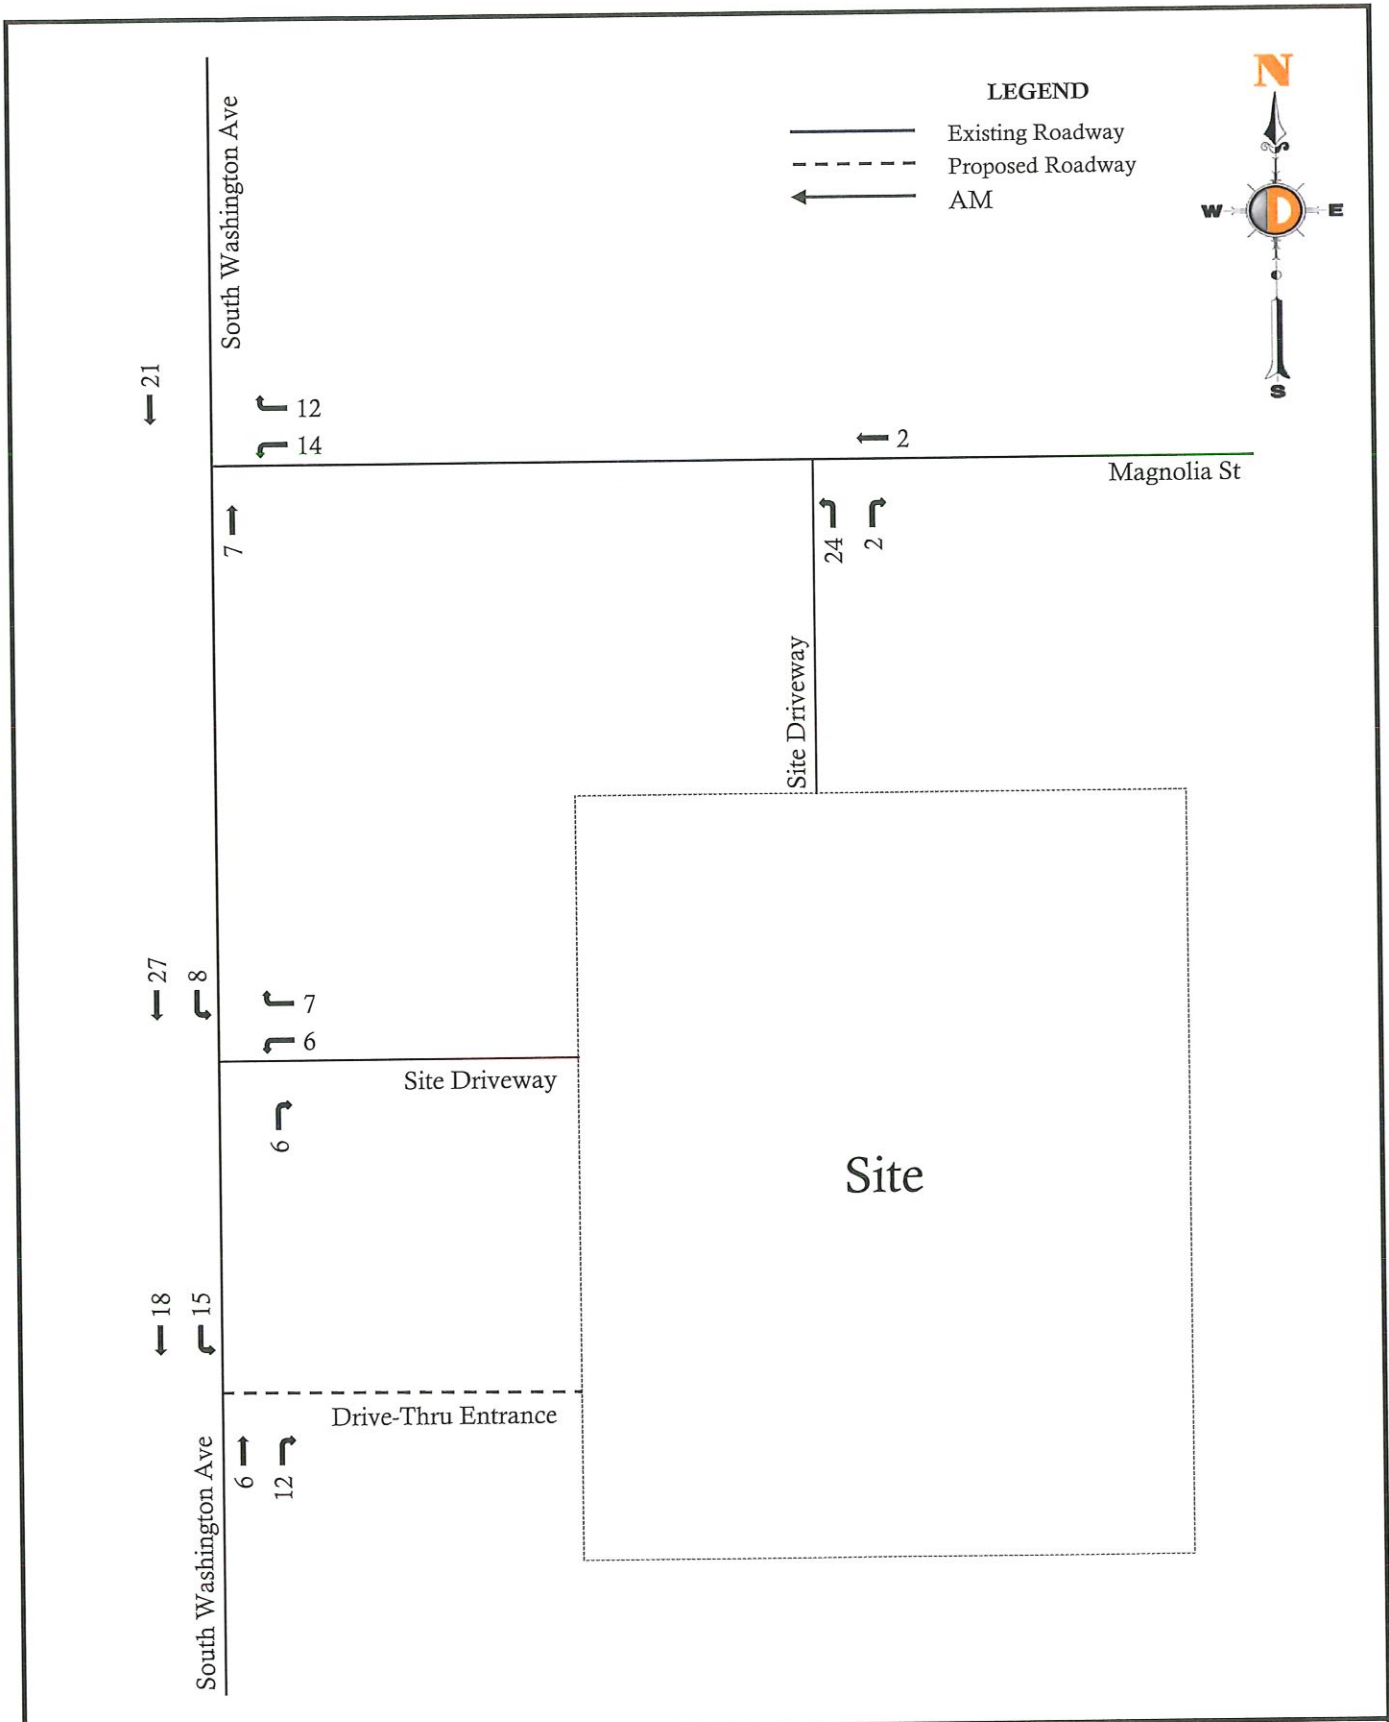 N
LEGEND
Existing Roadway
Proposed Roadway
AM
W
D
E
S
South Washington Ave
21
12
14
2
Magnolia St
7
24
2
Site Driveway
27
8
7
6
Site Driveway
6
Site
18
15
Drive-Thru Entrance
6
12
South Washington Ave